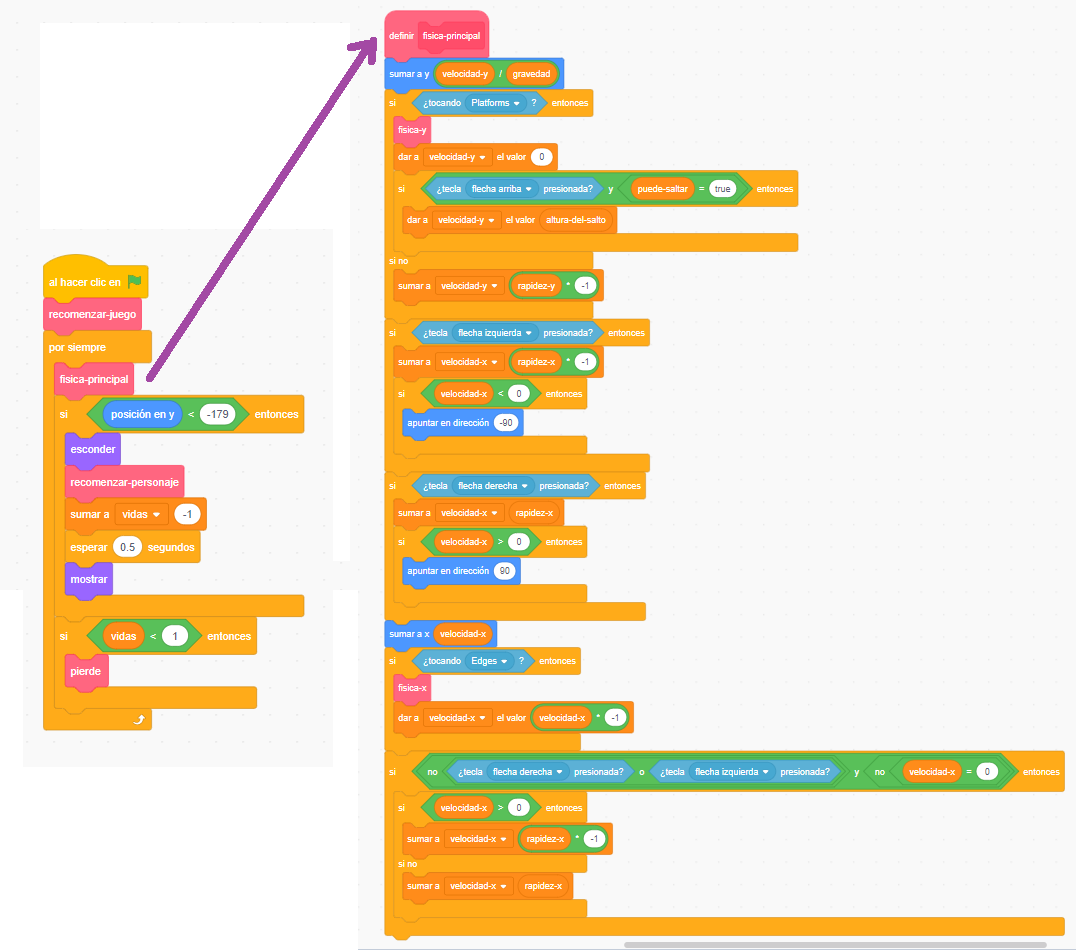 al hacer clic en
recomenzar-juego
por siempre
fisica-principal
si posición en y < -179 entonces
esconder
recomenzar-personaje
sumar a vidas -1
esperar 0.5 segundos
mostrar
si vidas < 1 entonces
pierde
definir fisica-principal
sumar a y velocidad-y / gravedad
si ¿tocando Platforms ? entonces
fisica-y
dar a velocidad-y el valor 0
si ¿tecla flecha arriba presionada? y puede-saltar = true entonces
dar a velocidad-y el valor altura-del-salto
si no
sumar a velocidad-y rapidez-y * -1
si ¿tecla flecha izquierda presionada? entonces
sumar a velocidad-x rapidez-x * -1
si velocidad-x < 0 entonces
apuntar en dirección -90
si ¿tecla flecha derecha presionada? entonces
sumar a velocidad-x rapidez-x
si velocidad-x > 0 entonces
apuntar en dirección 90
sumar a x velocidad-x
si ¿tocando Edges ? entonces
fisica-x
dar a velocidad-x el valor velocidad-x * -1
si no ¿tecla flecha derecha presionada? o ¿tecla flecha izquierda presionada? y no velocidad-x = 0 entonces
si velocidad-x > 0 entonces
sumar a velocidad-x rapidez-x * -1
si no
sumar a velocidad-x rapidez-x